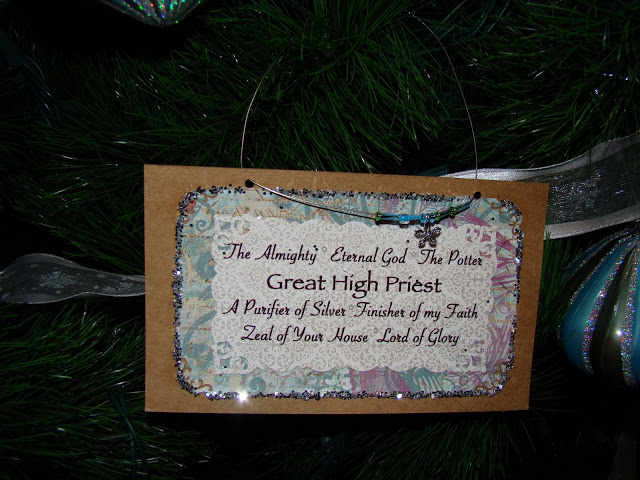 The Almighty Eternal God The Potter
Great High Priest
A Purifier of Silver Finisher of my Faith
Zeal of Your House Lord of Glory